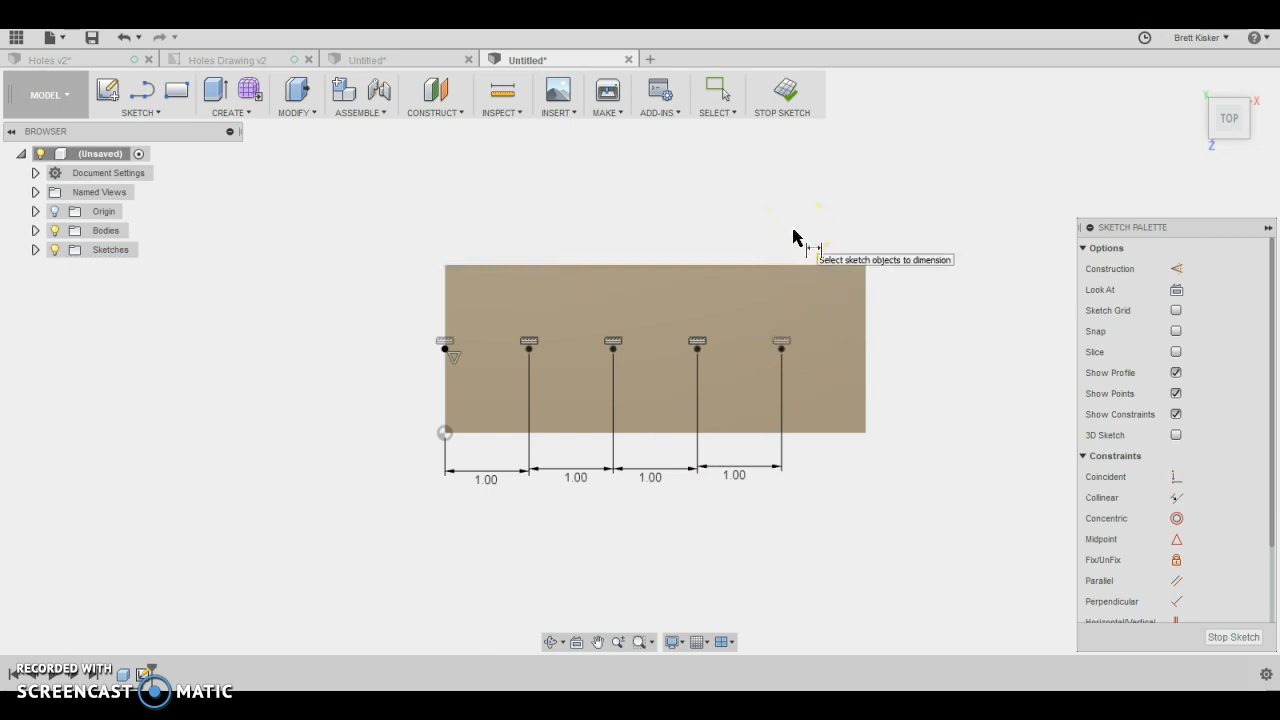 Brett Kisker
Holes v2*
Holes Drawing v2
Untitled*
Untitled*
MODEL
SKETCH
CREATE
MODIFY
ASSEMBLE
CONSTRUCT
INSPECT
INSERT
MAKE
ADD-INS
SELECT
STOP SKETCH
TOP
X
Y
Z
BROWSER
(Unsaved)
Document Settings
Named Views
Origin
Bodies
Sketches
Select sketch objects to dimension
1.00
1.00
1.00
1.00
SKETCH PALETTE
Options
Construction
Look At
Sketch Grid
Snap
Slice
Show Profile
Show Points
Show Constraints
3D Sketch
Constraints
Coincident
Collinear
Concentric
Midpoint
Fix/UnFix
Parallel
Perpendicular
Horizontal/Vertical
Stop Sketch
RECORDED WITH
SCREENCAST MATIC